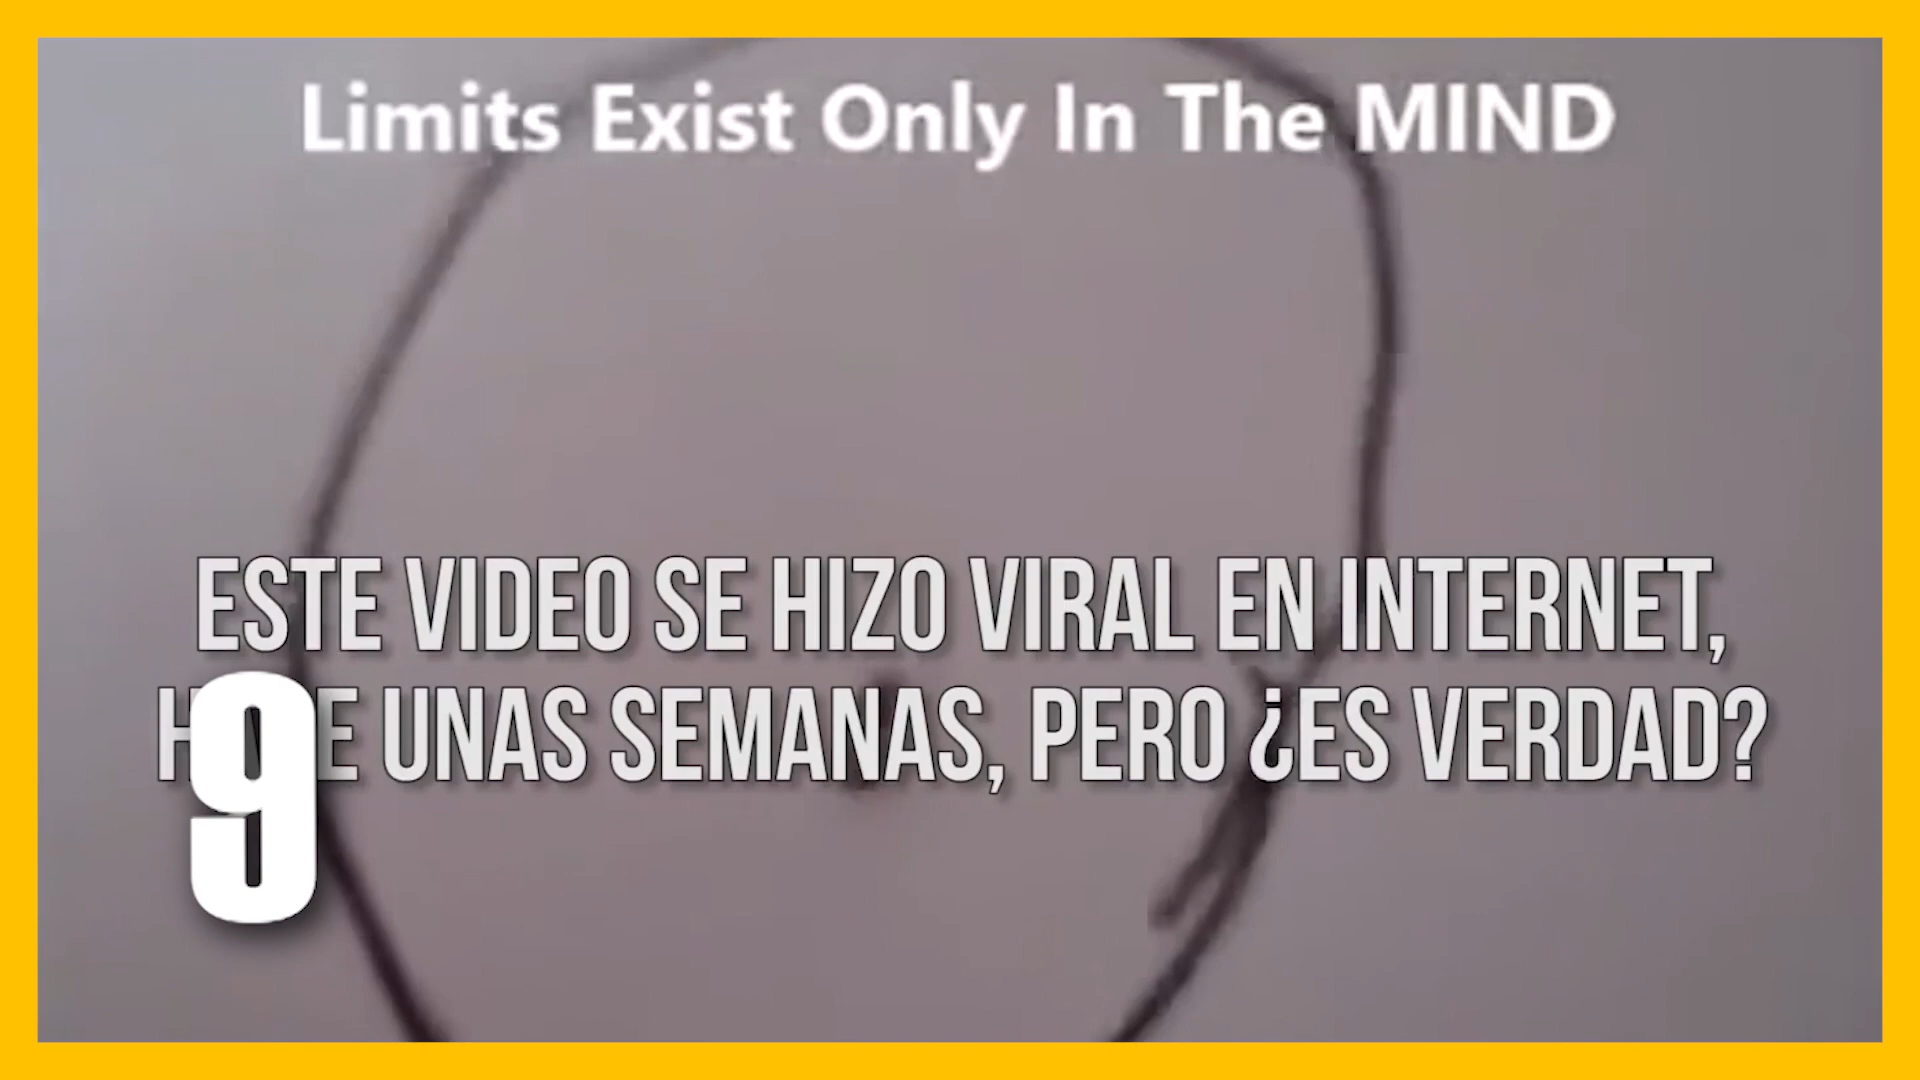 Limits Exist Only In The MIND
ESTE VIDEO SE HIZO VIRAL EN INTERNET,
UNAS SEMANAS, PERO ¿ES VERDAD?
9